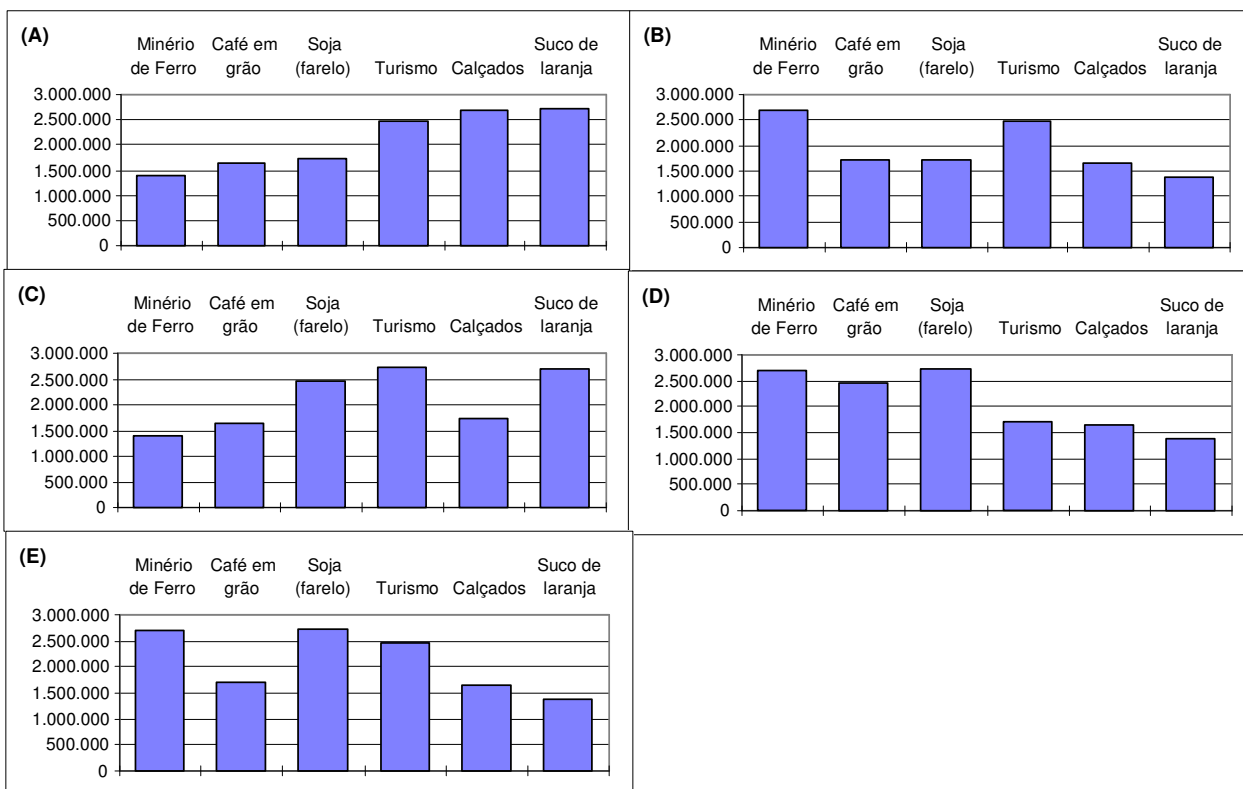 (A)
Minério
de Ferro
Café em
grão
Soja
(farelo)
Turismo
Calçados
Suco de
laranja
3.000.000
2.500.000
2.000.000
1.500.000
1.000.000
500.000
0
(B)
Minério
de Ferro
Café em
grão
Soja
(farelo)
Turismo
Calçados
Suco de
laranja
3.000.000
2.500.000
2.000.000
1.500.000
1.000.000
500.000
0
(C)
Minério
de Ferro
Café em
grão
Soja
(farelo)
Turismo
Calçados
Suco de
laranja
3.000.000
2.500.000
2.000.000
1.500.000
1.000.000
500.000
0
(D)
Minério
de Ferro
Café em
grão
Soja
(farelo)
Turismo
Calçados
Suco de
laranja
3.000.000
2.500.000
2.000.000
1.500.000
1.000.000
500.000
0
(E)
Minério
de Ferro
Café em
grão
Soja
(farelo)
Turismo
Calçados
Suco de
laranja
3.000.000
2.500.000
2.000.000
1.500.000
1.000.000
500.000
0